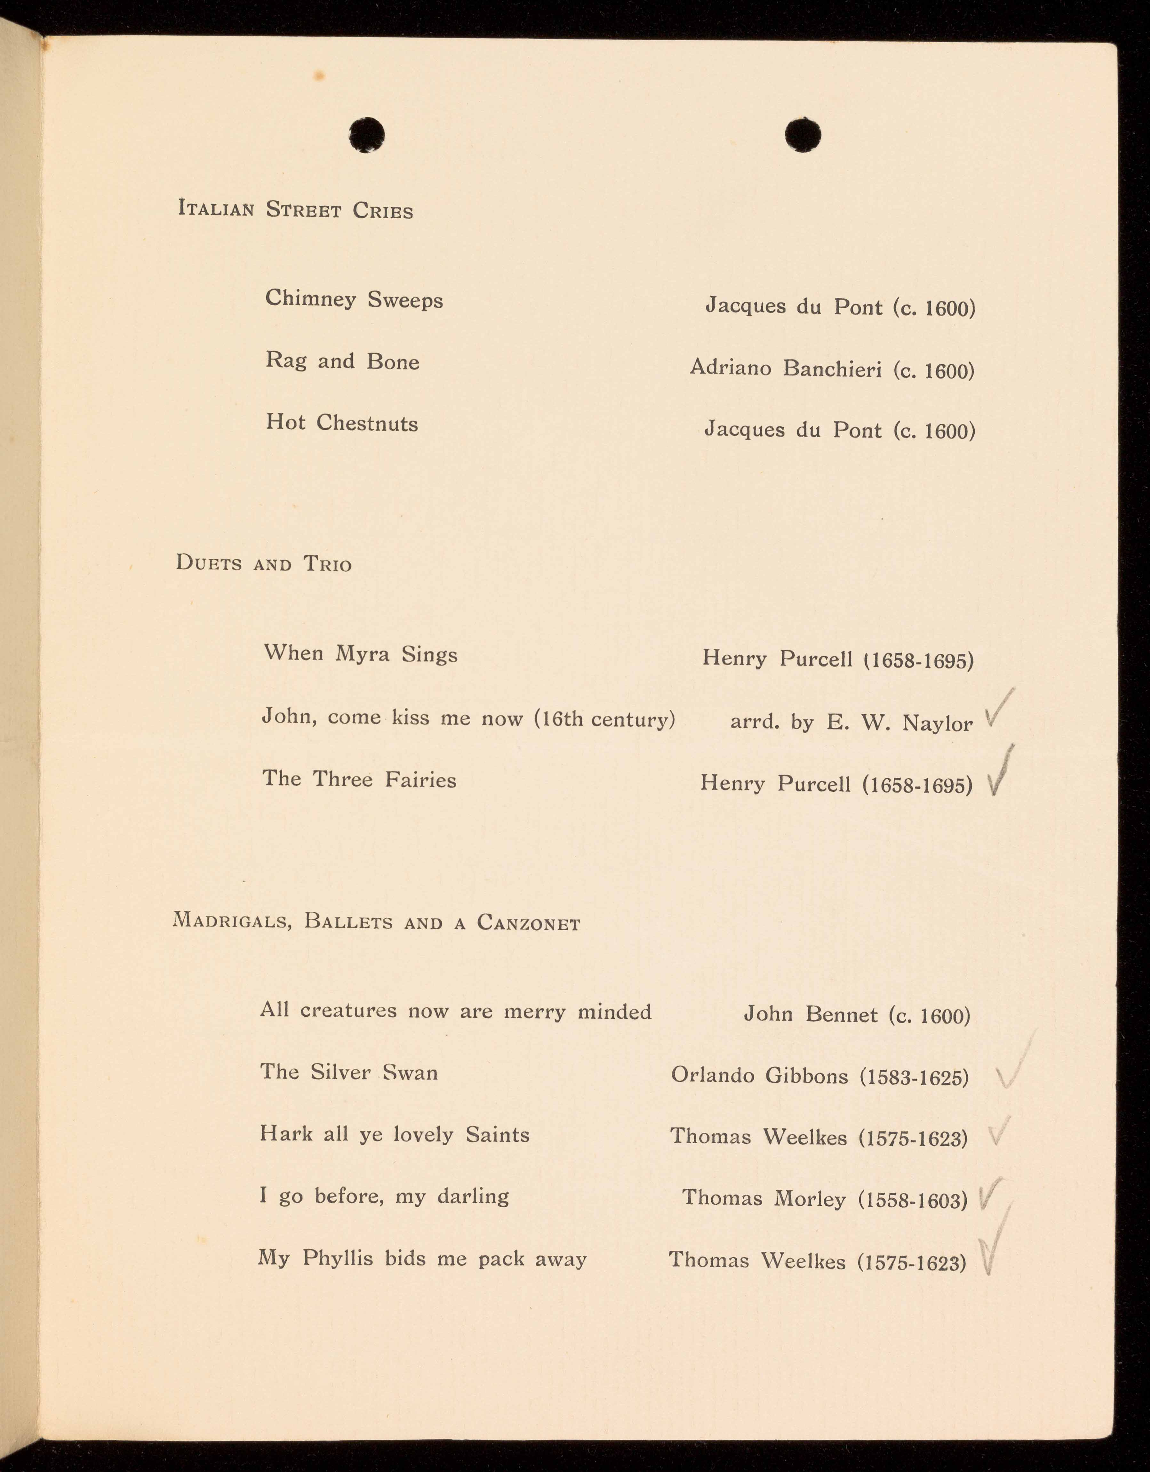 ITALIAN STREET CRIES
Chimney Sweeps Jacques du Pont (c. 1600)
Rag and Bone Adriano Banchieri (c. 1600)
Hot Chestnuts Jacques du Pont (c. 1600)
DUETS AND TRIO
When Myra Sings Henry Purcell (1658-1695)
John, come kiss me now (16th century) arrd. by E. W. Naylor ✓
The Three Fairies Henry Purcell (1658-1695) ✓
MADRIGALS, BALLETS AND A CANZONET
All creatures now are merry minded John Bennet (c. 1600)
The Silver Swan Orlando Gibbons (1583-1625) ✓
Hark all ye lovely Saints Thomas Weelkes (1575-1623) ✓
I go before, my darling Thomas Morley (1558-1603) ✓
My Phyllis bids me pack away Thomas Weelkes (1575-1623) ✓